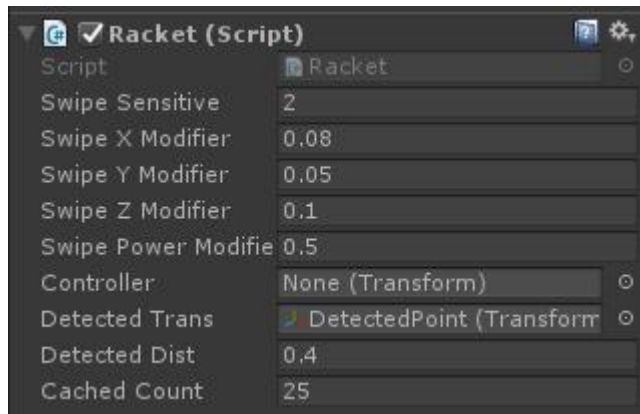 Racket (Script)
Script Racket
Swipe Sensitive 2
Swipe X Modifier 0.08
Swipe Y Modifier 0.05
Swipe Z Modifier 0.1
Swipe Power Modifie 0.5
Controller None (Transform)
Detected Trans DetectedPoint (Transform
Detected Dist 0.4
Cached Count 25